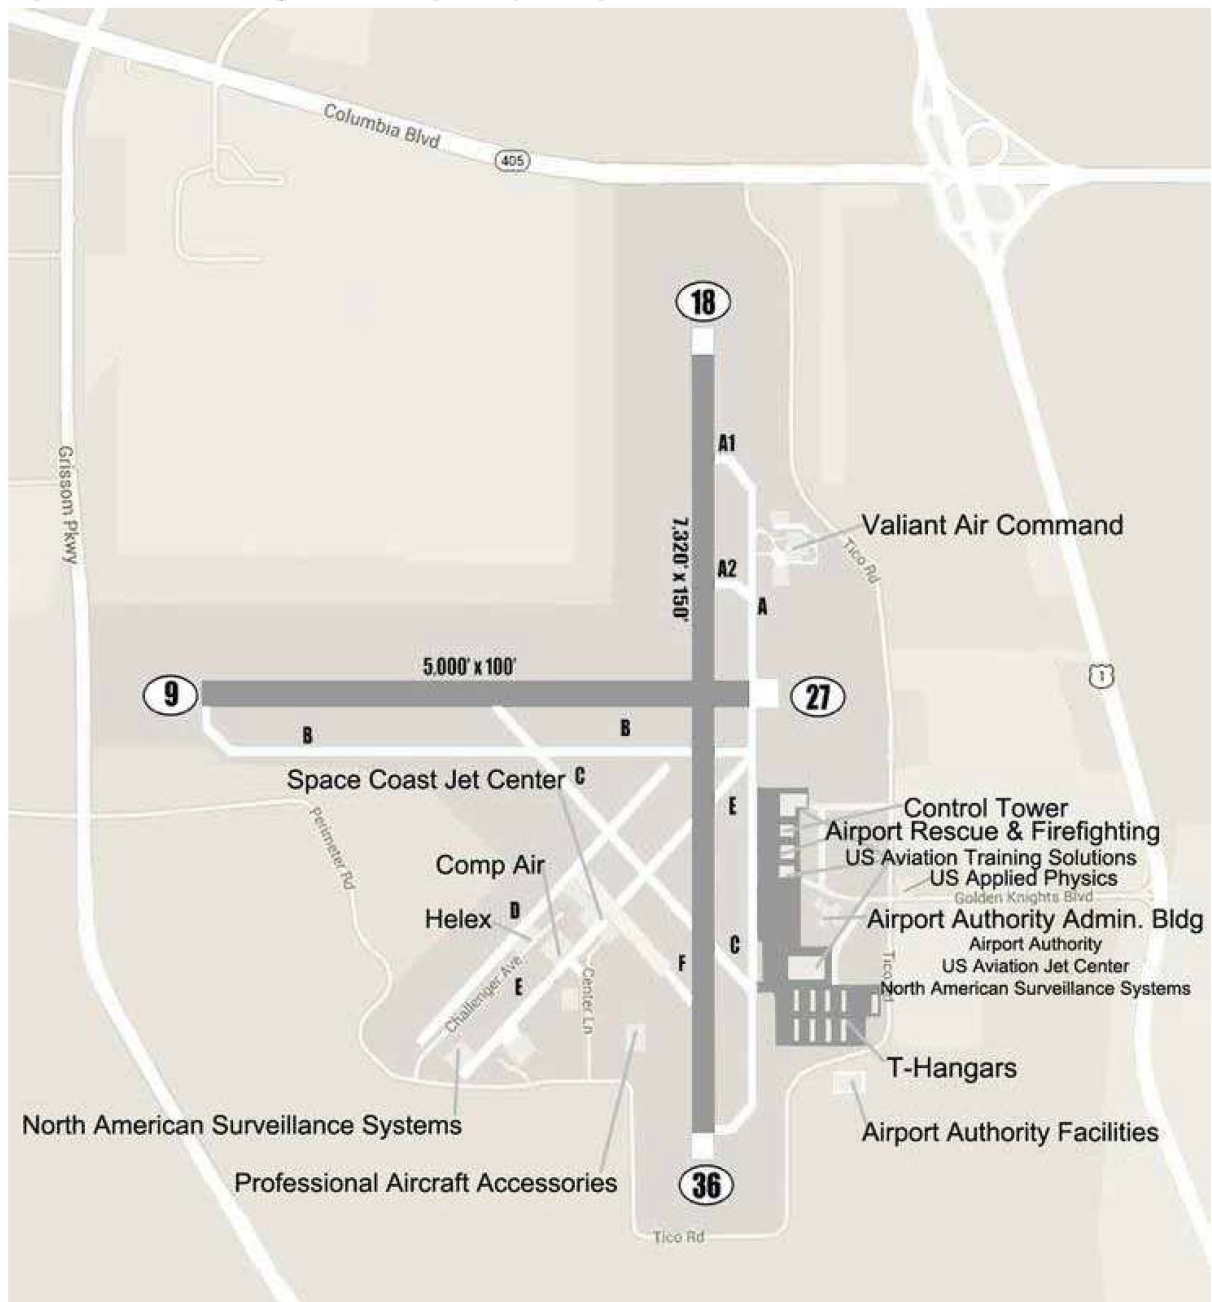 Columbia Blvd
405
18
A1
Grissom Pkwy
7,320' x 150'
Valiant Air Command
Tico Rd
A2
A
1
5,000' x 100'
9
27
B
B
Space Coast Jet Center
C
E
Control Tower
Airport Rescue & Firefighting
Perimeter Rd
US Aviation Training Solutions
Comp Air
US Applied Physics
Golden Knights Blvd
Helex
D
Airport Authority Admin. Bldg
C
Airport Authority
F
US Aviation Jet Center
Challenger Ave
E
Center Ln
Tico Rd
North American Surveillance Systems
T-Hangars
North American Surveillance Systems
Airport Authority Facilities
Professional Aircraft Accessories
36
Tico Rd